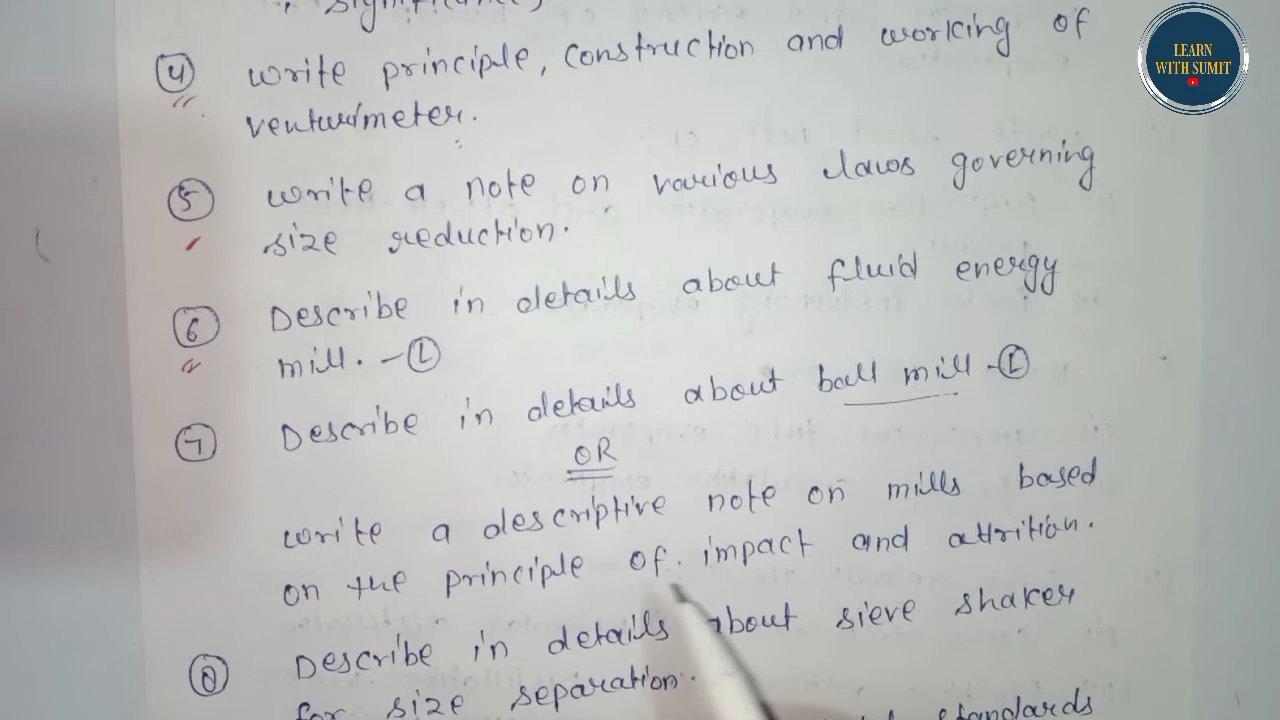 significance
LEARN
WITH SUMIT
④ write principle, construction and working of
venturimeter.
⑤ write a note on various laws governing
size reduction.
⑥ Describe in details about fluid energy
mill. - Ⓛ
⑦ Describe in details about ball mill - Ⓛ
OR
write a descriptive note on mills based
on the principle of impact and attrition.
⑧ Describe in details about sieve shaker
for size separation.
standards